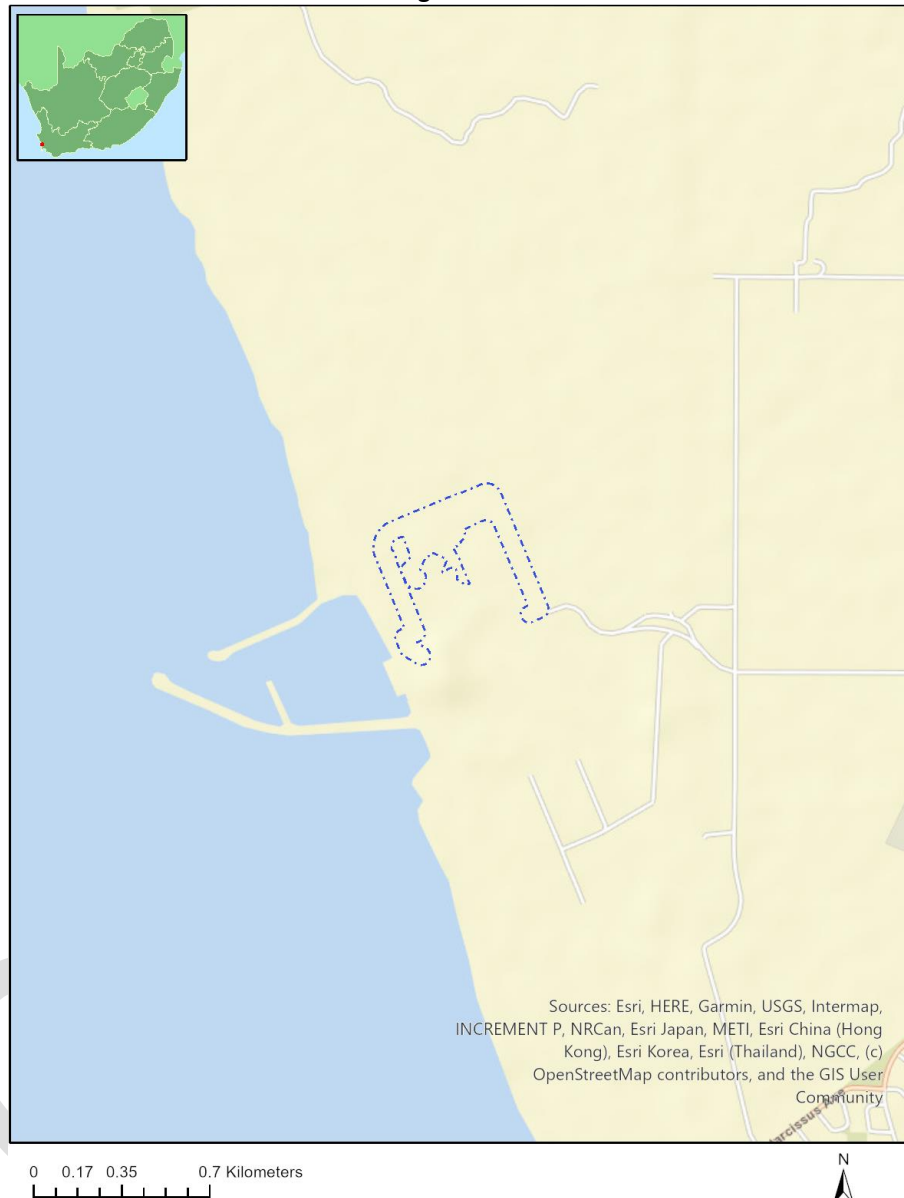 Sources: Esri, HERE, Garmin, USGS, Intermap,
INCREMENT P, NRCan, Esri Japan, METI, Esri China (Hong
Kong), Esri Korea, Esri (Thailand), NGCC, (c)
OpenStreetMap contributors, and the GIS User
Community
0 0.17 0.35 0.7 Kilometers
N